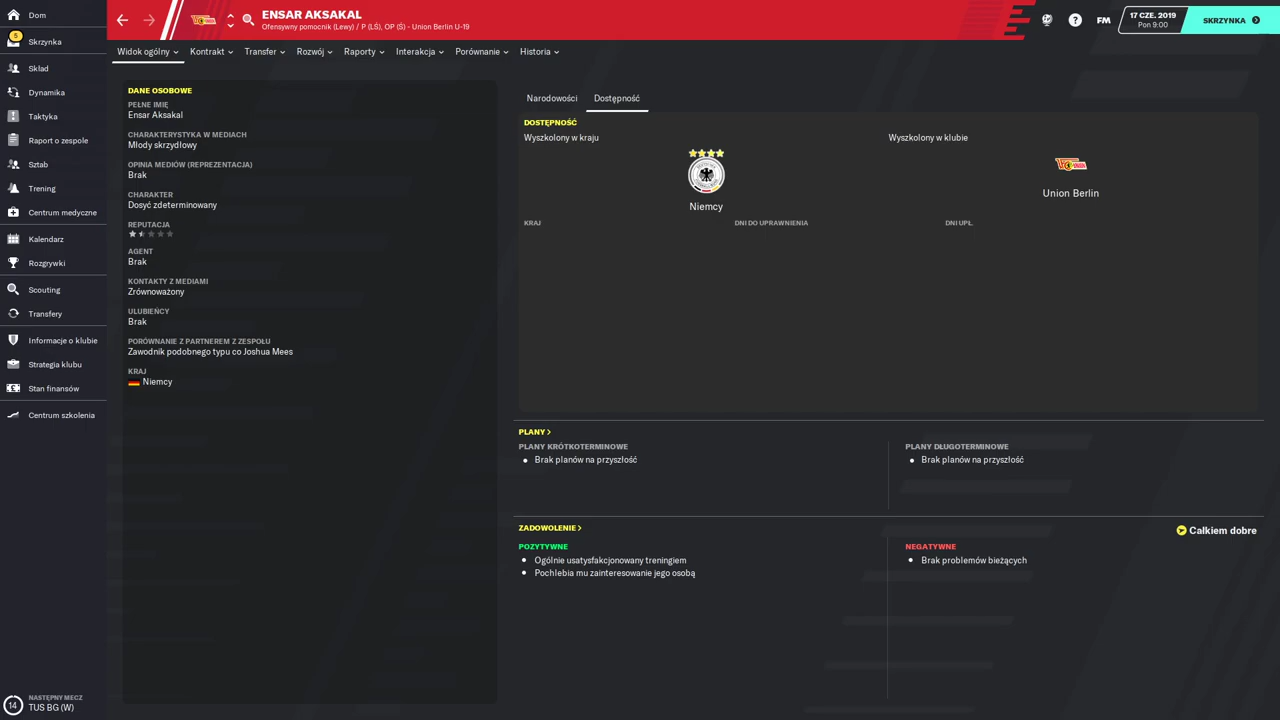 Dom
5
Skrzynka
Skład
Dynamika
Taktyka
Raport o zespole
Sztab
Trening
Centrum medyczne
Kalendarz
Rozgrywki
Scouting
Transfery
Informacje o klubie
Strategia klubu
Stan finansów
Centrum szkolenia
14
NASTĘPNY MECZ
TUS BG (W)
ENSAR AKSAKAL
Ofensywny pomocnik (Lewy) / P (LŚ), OP (Ś) - Union Berlin U-19
?
FM
17 CZE. 2019
Pon 9:00
SKRZYNKA
Widok ogólny
Kontrakt
Transfer
Rozwój
Raporty
Interakcja
Porównanie
Historia
DANE OSOBOWE
PEŁNE IMIĘ
Ensar Aksakal
CHARAKTERYSTYKA W MEDIACH
Młody skrzydłowy
OPINIA MEDIÓW (REPREZENTACJA)
Brak
CHARAKTER
Dosyć zdeterminowany
REPUTACJA
AGENT
Brak
KONTAKTY Z MEDIAMI
Zrównoważony
ULUBIEŃCY
Brak
PORÓWNANIE Z PARTNEREM Z ZESPOŁU
Zawodnik podobnego typu co Joshua Mees
KRAJ
Niemcy
Narodowości
Dostępność
DOSTĘPNOŚĆ
Wyszkolony w kraju
Wyszkolony w klubie
Niemcy
Union Berlin
KRAJ
DNI DO UPRAWNIENIA
DNI UPŁ.
PLANY
PLANY KRÓTKOTERMINOWE
Brak planów na przyszłość
PLANY DŁUGOTERMINOWE
Brak planów na przyszłość
ZADOWOLENIE
Całkiem dobre
POZYTYWNE
Ogólnie usatysfakcjonowany treningiem
Pochlebia mu zainteresowanie jego osobą
NEGATYWNE
Brak problemów bieżących